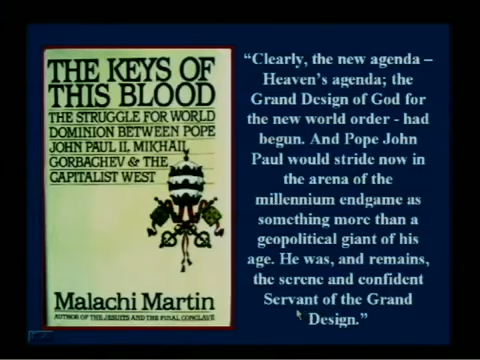 THE KEYS OF
THIS BLOOD
THE STRUGGLE FOR WORLD
DOMINION BETWEEN POPE
JOHN PAUL II, MIKHAIL
GORBACHEV & THE
CAPITALIST WEST
Malachi Martin
AUTHOR OF THE JESUITS AND THE FINAL CONCLAVE
“Clearly, the new agenda –
Heaven’s agenda; the
Grand Design of God for
the new world order - had
begun. And Pope John
Paul would stride now in
the arena of the
millennium endgame as
something more than a
geopolitical giant of his
age. He was, and remains,
the serene and confident
Servant of the Grand
Design.”